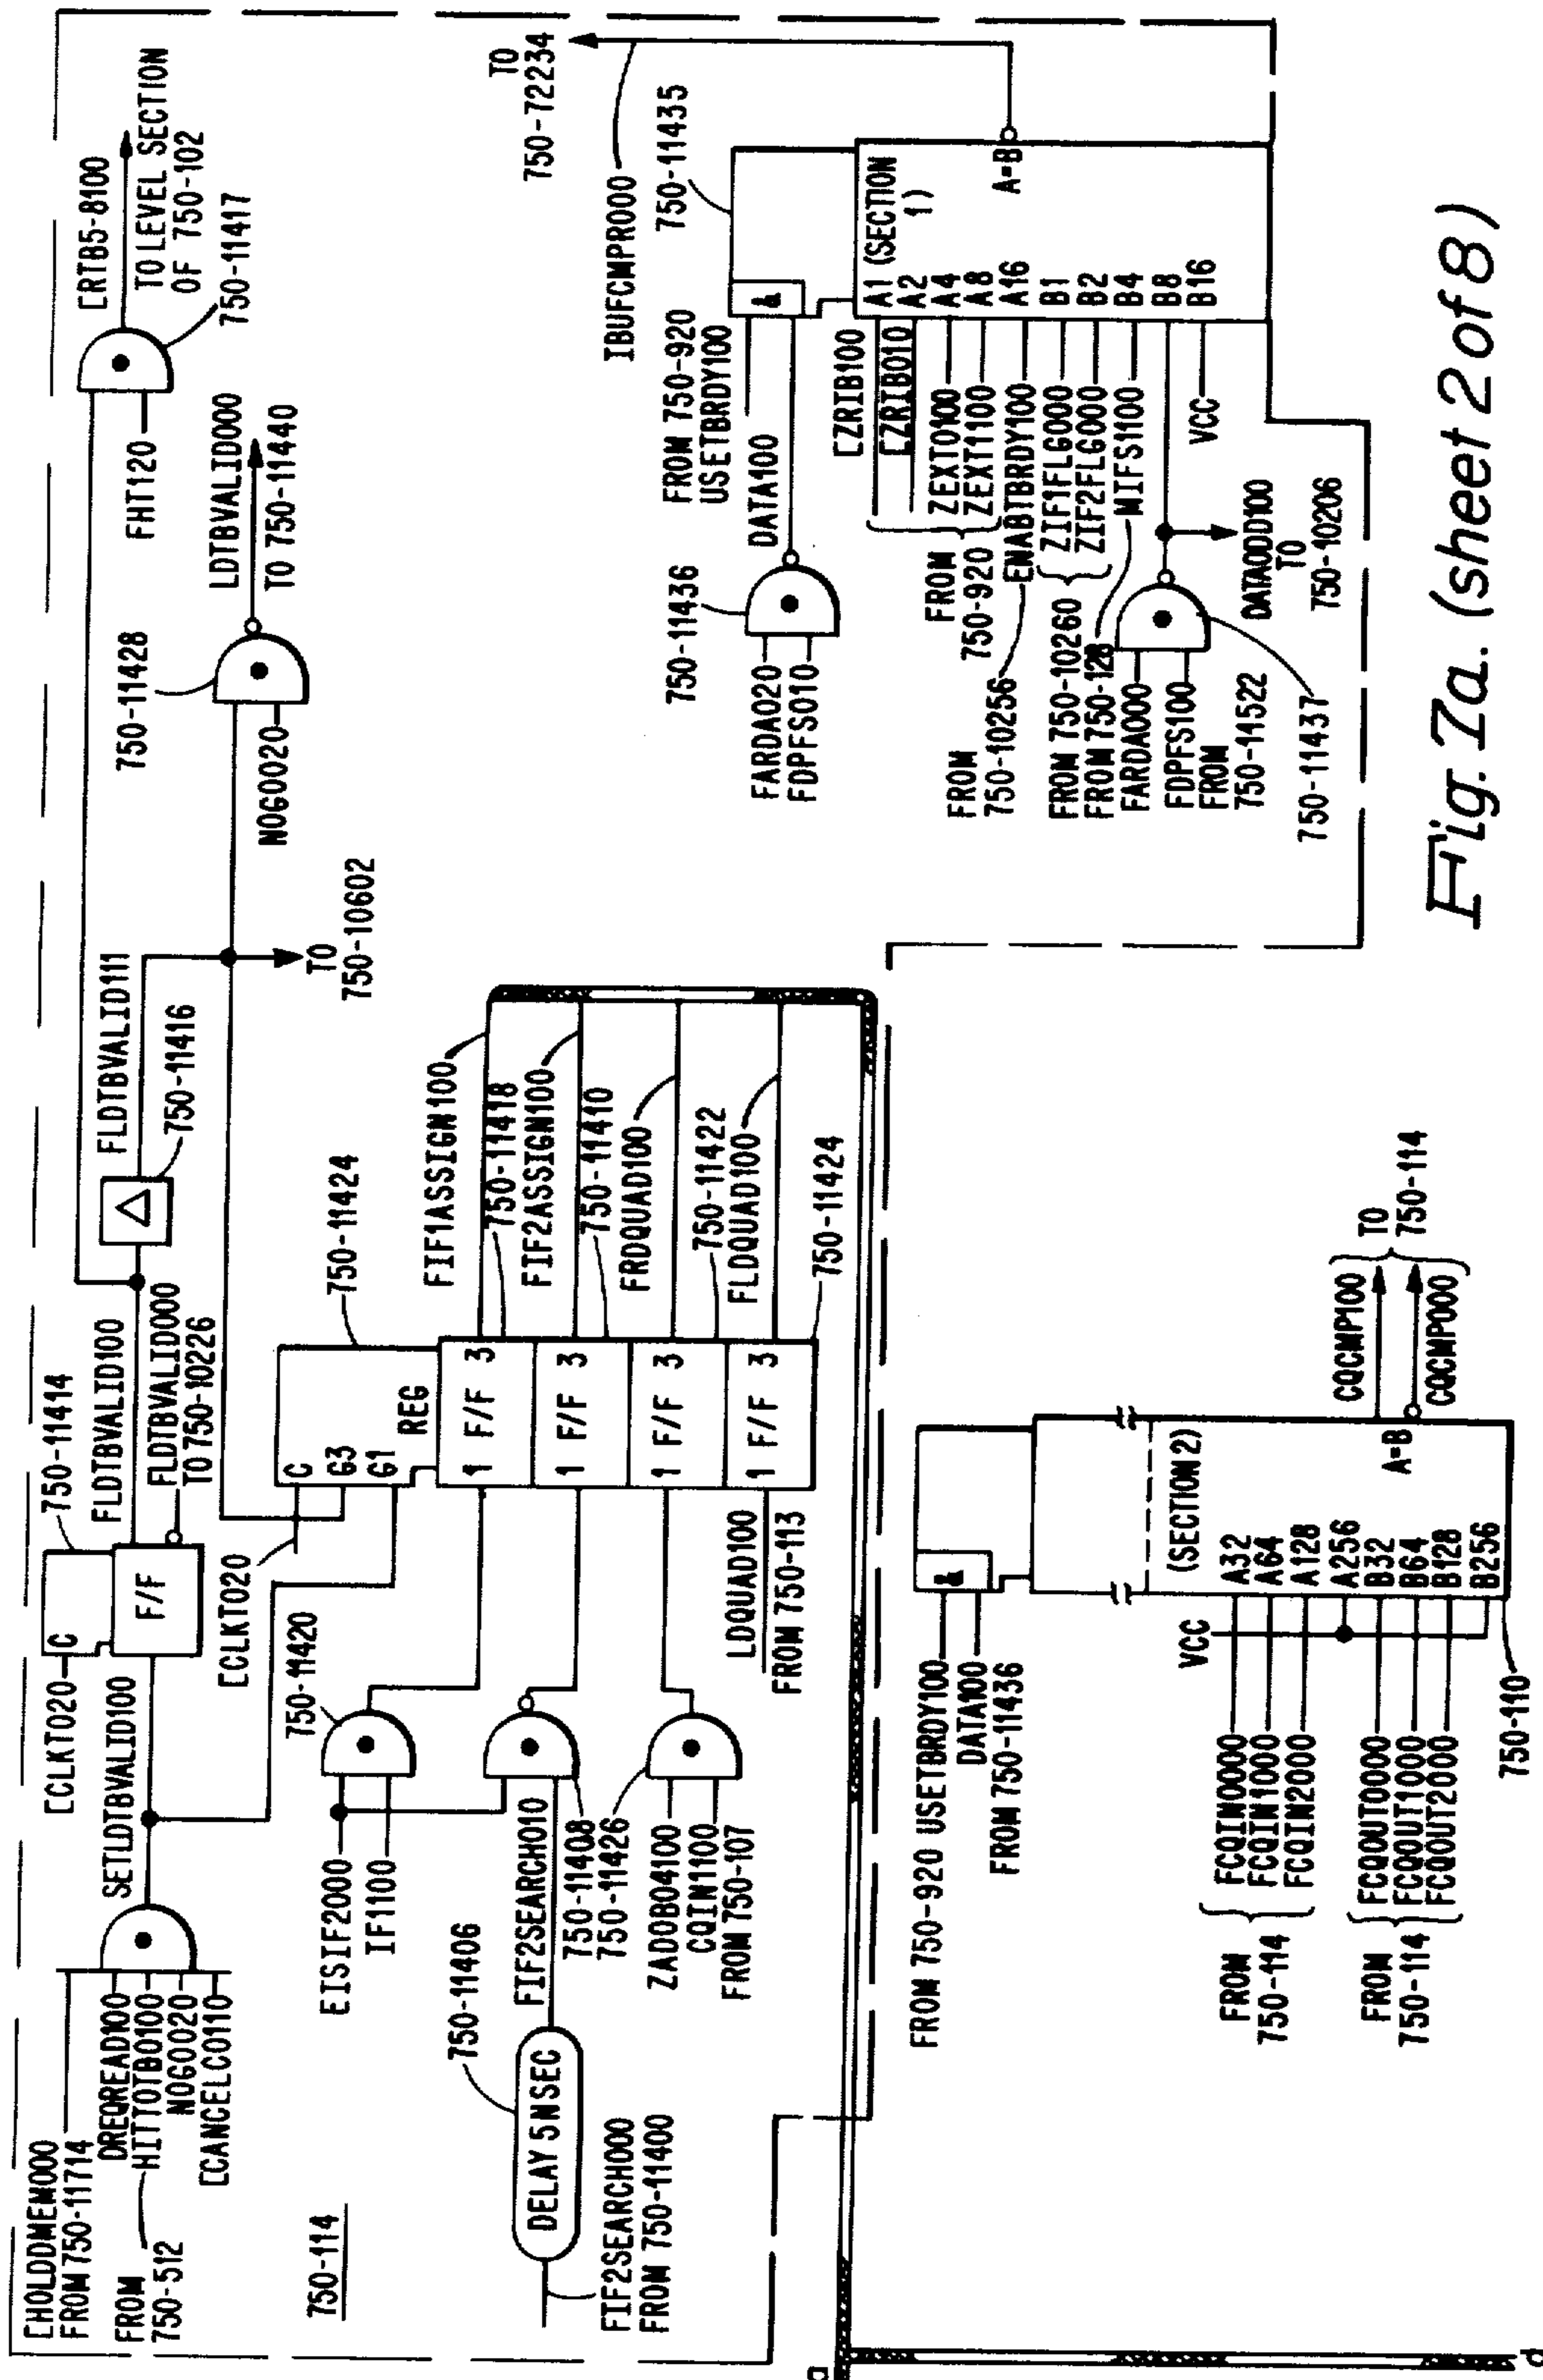 [HOLDDMEM000
FROM 750-11714
DREQREAD100
HITTOTB0100
NOGO020
[CANCELC0110
FROM
750-512
SETLDTBVALID100
[CLKT020
C
F/F
750-11414
FLDTBVALID100
FLDTBVALID000
TO 750-10226
FLDTBVALID111
750-11416
Δ
[RTB5-8100
TO LEVEL SECTION
OF 750-102
FHT120
750-11417
750-11428
LDTBVALID000
TO 750-11440
NOGO020
TO
750-10602
750-114
[CLKT020
EISIF2000
IF1100
750-11420
750-11406
DELAY 5 NSEC
FIF2SEARCH000
FROM 750-11400
FIF2SEARCH010
750-11408
750-11426
ZADOB04100
CQIN1100
FROM 750-107
LDQUAD100
FROM 750-113
C
G3
G1
REG
750-11424
1 F/F 3
1 F/F 3
1 F/F 3
1 F/F 3
FIF1ASSIGN100
750-11418
FIF2ASSIGN100
750-11410
FRDQUAD100
750-11422
FLDQUAD100
750-11424
TO
750-72234
IBUFCMPR000
750-11435
FROM 750-920
USETBRDY100
DATA100
&
750-11436
FARDA020
FDPFS010
[ZRIB100
[ZRIB010
ZEXT0100
ZEXT1100
FROM
750-920
FROM
750-10256
ENABTBRDY100
FROM 750-10260
ZIF1FLG000
ZIF2FLG000
FROM 750-128
MIFS1100
FARDA000
FDPFS100
FROM
750-11522
750-11437
DATAODD100
TO
750-10206
VCC
A1 (SECTION
1)
A2
A4
A8
A16
B1
B2
B4
B8
B16
A=B
FROM 750-920 USETBRDY100
DATA100
FROM 750-11436
&
(SECTION 2)
VCC
FROM
750-114
FCQIN0000
FCQIN1000
FCQIN2000
FROM
750-114
FCQOUT0000
FCQOUT1000
FCQOUT2000
A32
A64
A128
A256
B32
B64
B128
B256
A=B
750-110
CQCMP100
CQCMP000
TO
750-114
a
d
Fig. 7a. (sheet 2 of 8)